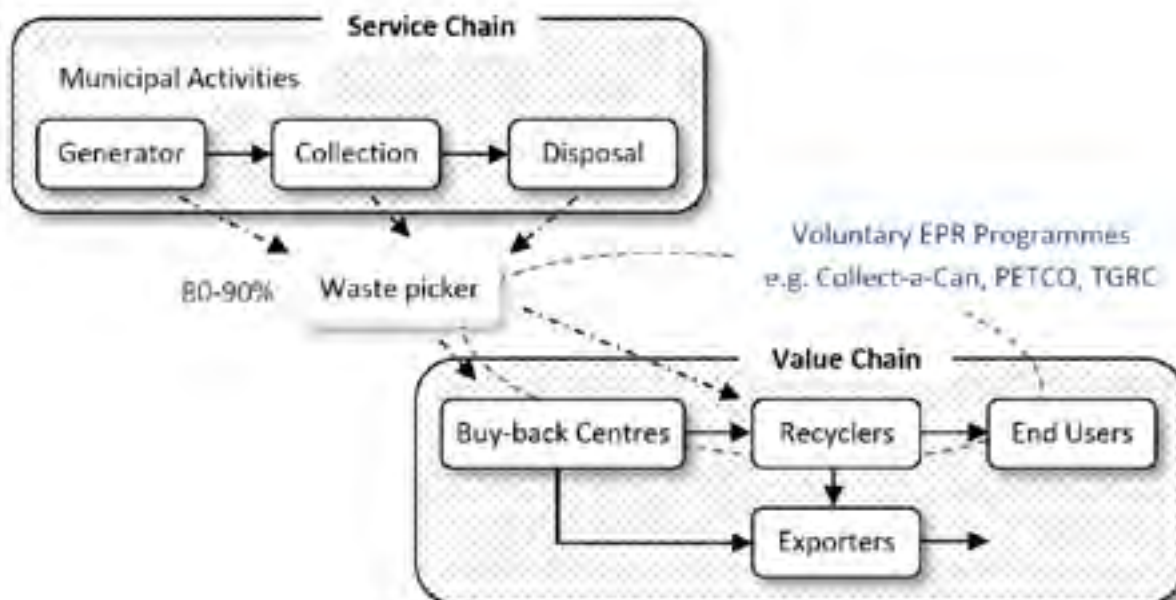 Service Chain
Municipal Activities
Generator
Collection
Disposal
Voluntary EPR Programmes
e.g. Collect-a-Can, PETCO, TGRC
80-90%
Waste picker
Value Chain
Buy-back Centres
Recyclers
End Users
Exporters